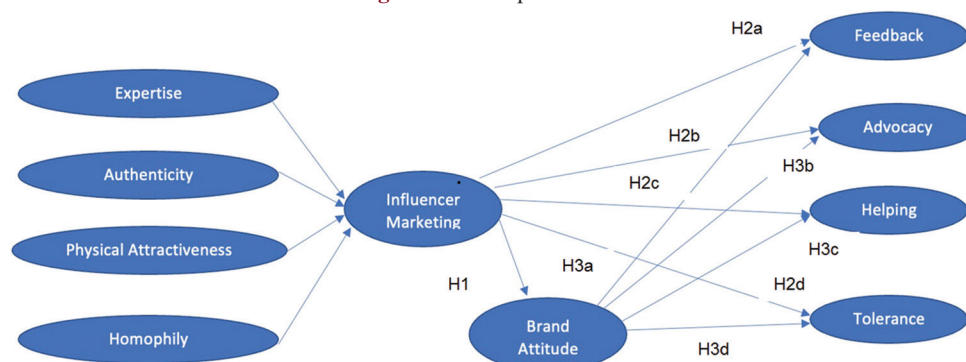 H2a
Feedback
Expertise
Advocacy
H2b
H3b
Authenticity
H2c
Influencer
Marketing
Helping
Physical Attractiveness
H3c
H3a
H1
H2d
Homophily
Brand
Attitude
Tolerance
H3d